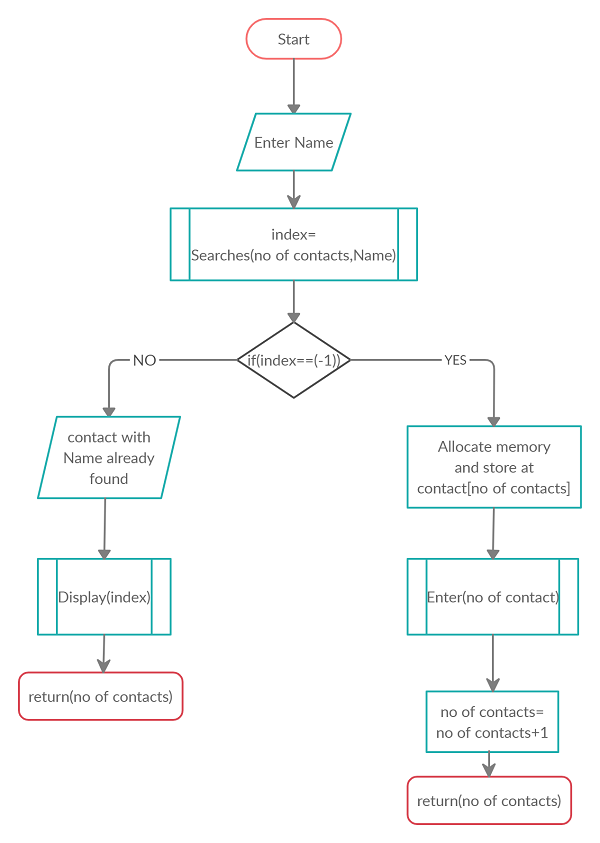 Start
Enter Name
index=
Searches(no of contacts,Name)
if(index==(-1))
NO
YES
contact with
Name already
found
Allocate memory
and store at
contact[no of contacts]
Display(index)
Enter(no of contact)
return(no of contacts)
no of contacts=
no of contacts+1
return(no of contacts)